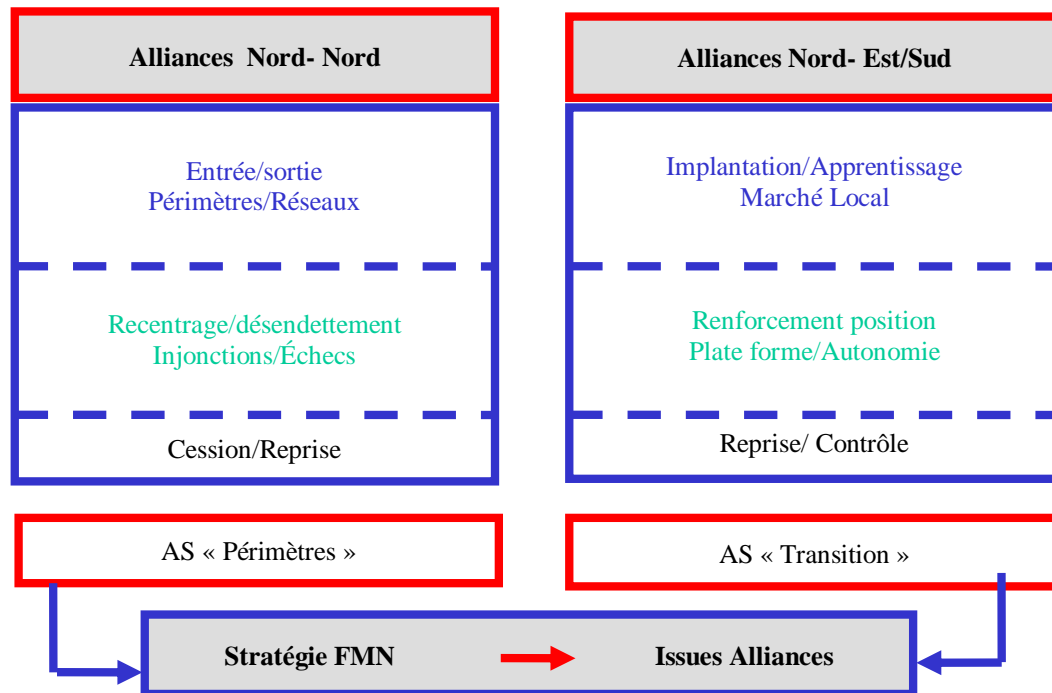 Alliances Nord- Nord
Entrée/sortie
Périmètres/Réseaux
Recentrage/désendettement
Injonctions/Échecs
Cession/Reprise
AS « Périmètres »
Alliances Nord- Est/Sud
Implantation/Apprentissage
Marché Local
Renforcement position
Plate forme/Autonomie
Reprise/ Contrôle
AS « Transition »
Stratégie FMN Issues Alliances